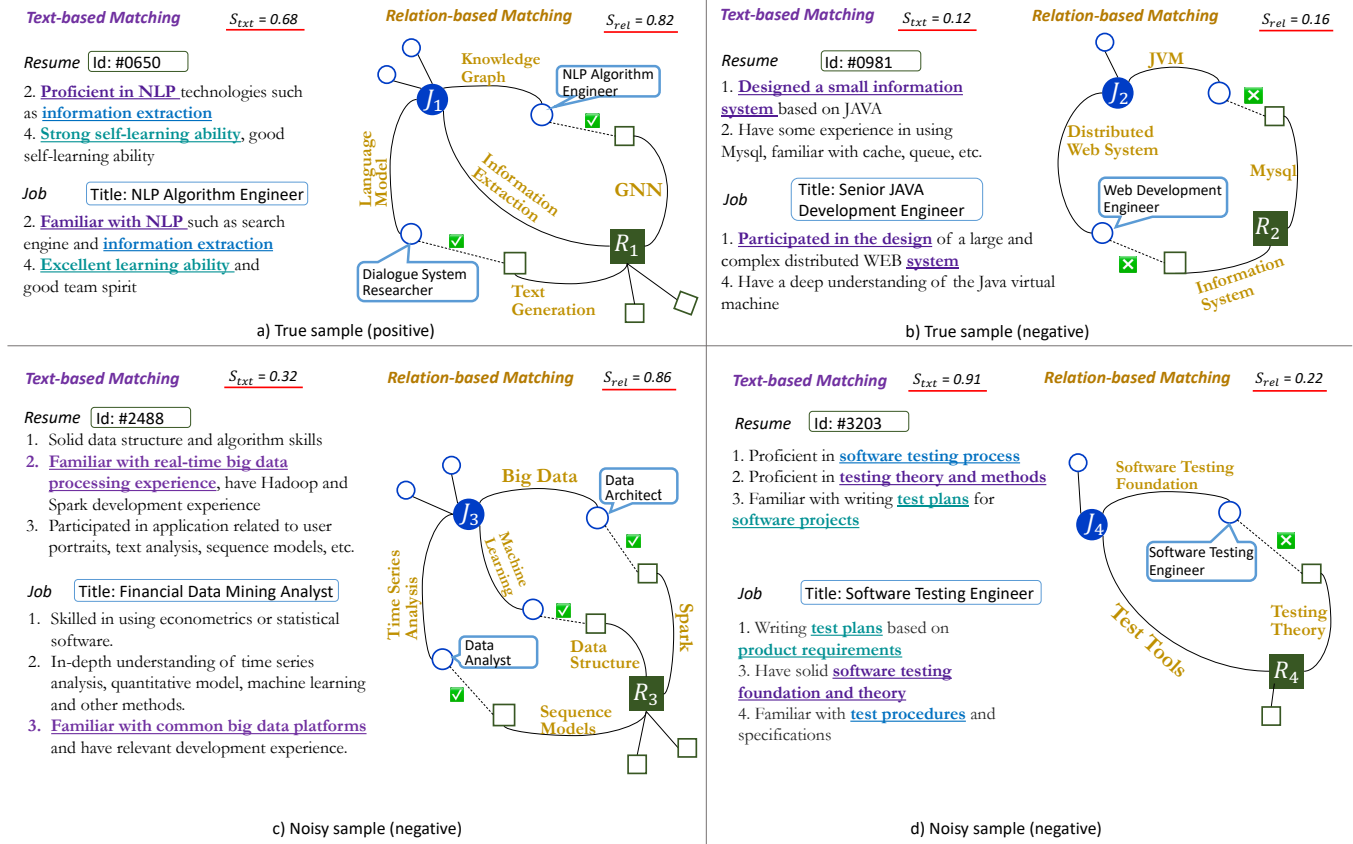 Text-based Matching
S_txt = 0.68
Relation-based Matching
S_rel = 0.82
Resume Id: #0650
2. Proficient in NLP technologies such
as information extraction
4. Strong self-learning ability, good
self-learning ability
Job Title: NLP Algorithm Engineer
2. Familiar with NLP such as search
engine and information extraction
4. Excellent learning ability and
good team spirit
Knowledge
Graph
NLP Algorithm
Engineer
J1
Language
Model
Information
Extraction
GNN
R1
Dialogue System
Researcher
Text
Generation
a) True sample (positive)
Text-based Matching
S_txt = 0.12
Relation-based Matching
S_rel = 0.16
Resume Id: #0981
1. Designed a small information
system based on JAVA
2. Have some experience in using
Mysql, familiar with cache, queue, etc.
Job Title: Senior JAVA
Development Engineer
1. Participated in the design of a large and
complex distributed WEB system
4. Have a deep understanding of the Java virtual
machine
JVM
J2
Distributed
Web System
Mysql
Web Development
Engineer
R2
Information
System
b) True sample (negative)
Text-based Matching
S_txt = 0.32
Relation-based Matching
S_rel = 0.86
Resume Id: #2488
1. Solid data structure and algorithm skills
2. Familiar with real-time big data
processing experience, have Hadoop and
Spark development experience
3. Participated in application related to user
portraits, text analysis, sequence models, etc.
Job Title: Financial Data Mining Analyst
1. Skilled in using econometrics or statistical
software.
2. In-depth understanding of time series
analysis, quantitative model, machine learning
and other methods.
3. Familiar with common big data platforms
and have relevant development experience.
Big Data
Data
Architect
J3
Machine
Learning
Time Series
Analysis
Spark
Data
Structure
Data
Analyst
R3
Sequence
Models
c) Noisy sample (negative)
Text-based Matching
S_txt = 0.91
Relation-based Matching
S_rel = 0.22
Resume Id: #3203
1. Proficient in software testing process
2. Proficient in testing theory and methods
3. Familiar with writing test plans for
software projects
Job Title: Software Testing Engineer
1. Writing test plans based on
product requirements
3. Have solid software testing
foundation and theory
4. Familiar with test procedures and
specifications
Software Testing
Foundation
J4
Software Testing
Engineer
Test Tools
Testing
Theory
R4
d) Noisy sample (negative)